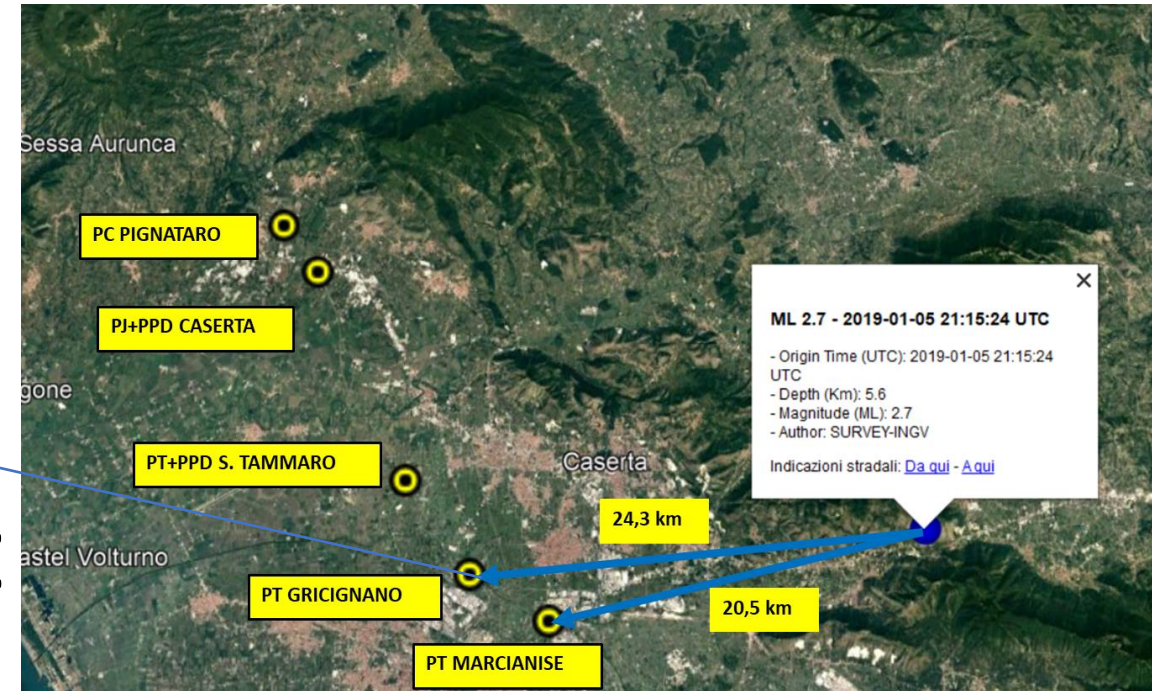 Sessa Aurunca
PC PIGNATARO
PJ+PPD CASERTA
gone
PT+PPD S. TAMMARO
Caserta
astel Volturno
PT GRICIGNANO
PT MARCIANISE
24,3 km
20,5 km
ML 2.7 - 2019-01-05 21:15:24 UTC
- Origin Time (UTC): 2019-01-05 21:15:24
UTC
- Depth (Km): 5.6
- Magnitude (ML): 2.7
- Author: SURVEY-INGV
Indicazioni stradali: Da qui - A qui